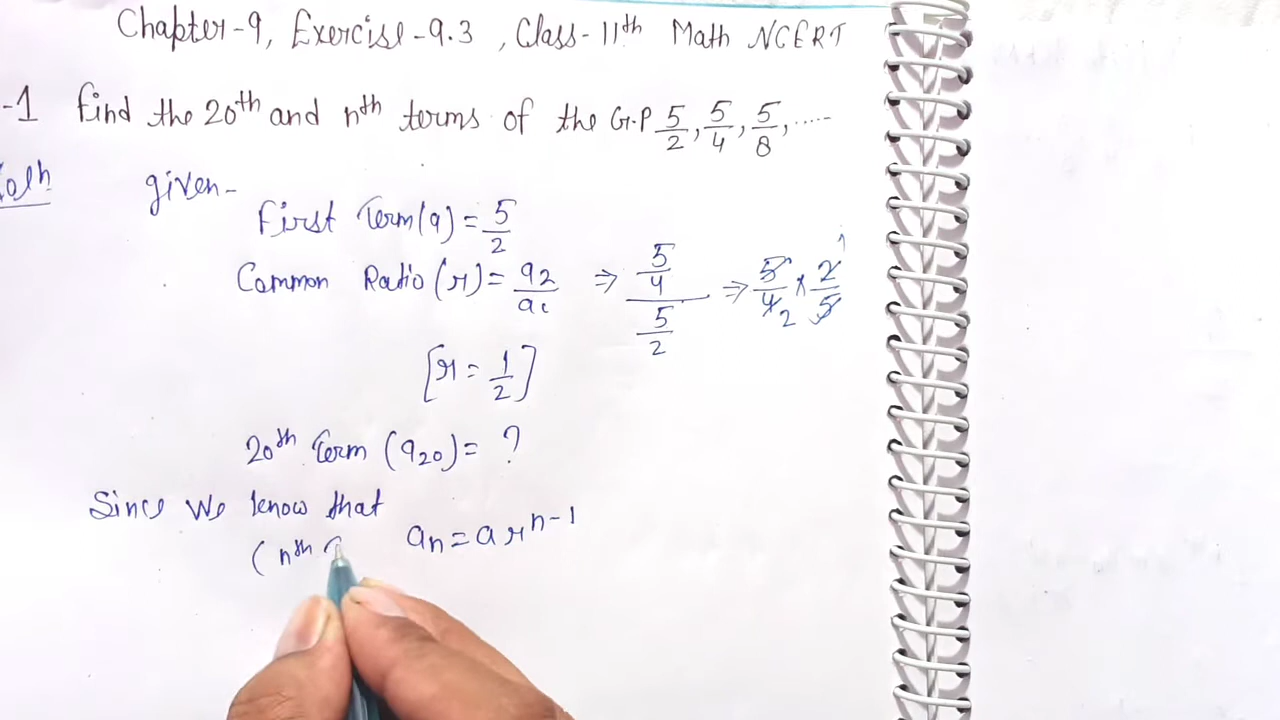 Chapter-9, Exercise-9.3, Class-11th Math NCERT
-1 find the 20th and nth terms of the G.P 5/2, 5/4, 5/8, .....
Soln given-
First Term(a) = 5/2
Common Ratio (r) = a2/a1 ⇒ (5/4)/(5/2) ⇒ 5/4 2 × 2 1/5
[r = 1/2]
20th Term (a20) = ?
Since we know that
(nth an = a r^n-1